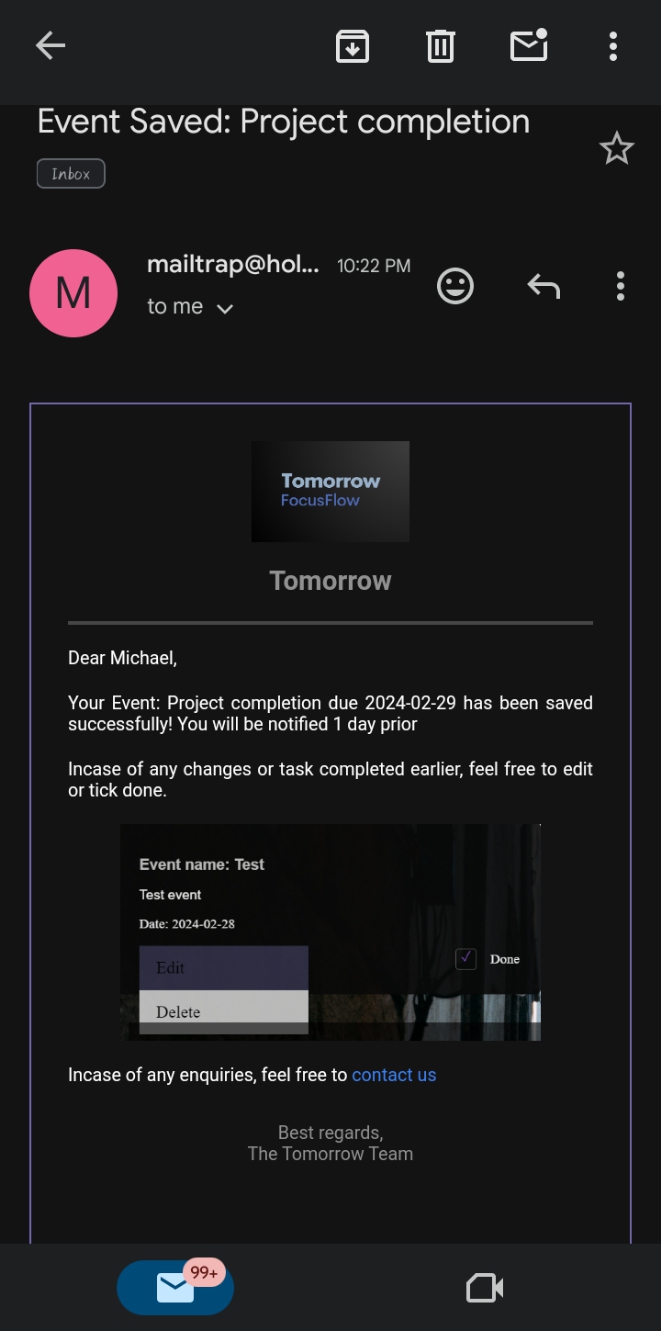 Event Saved: Project completion
Inbox
M
mailtrap@hol...
10:22 PM
to me
Tomorrow
FocusFlow
Tomorrow
Dear Michael,
Your Event: Project completion due 2024-02-29 has been saved
successfully! You will be notified 1 day prior
Incase of any changes or task completed earlier, feel free to edit
or tick done.
Event name: Test
Test event
Date: 2024-02-28
Edit
Done
Delete
Incase of any enquiries, feel free to contact us
Best regards,
The Tomorrow Team
99+